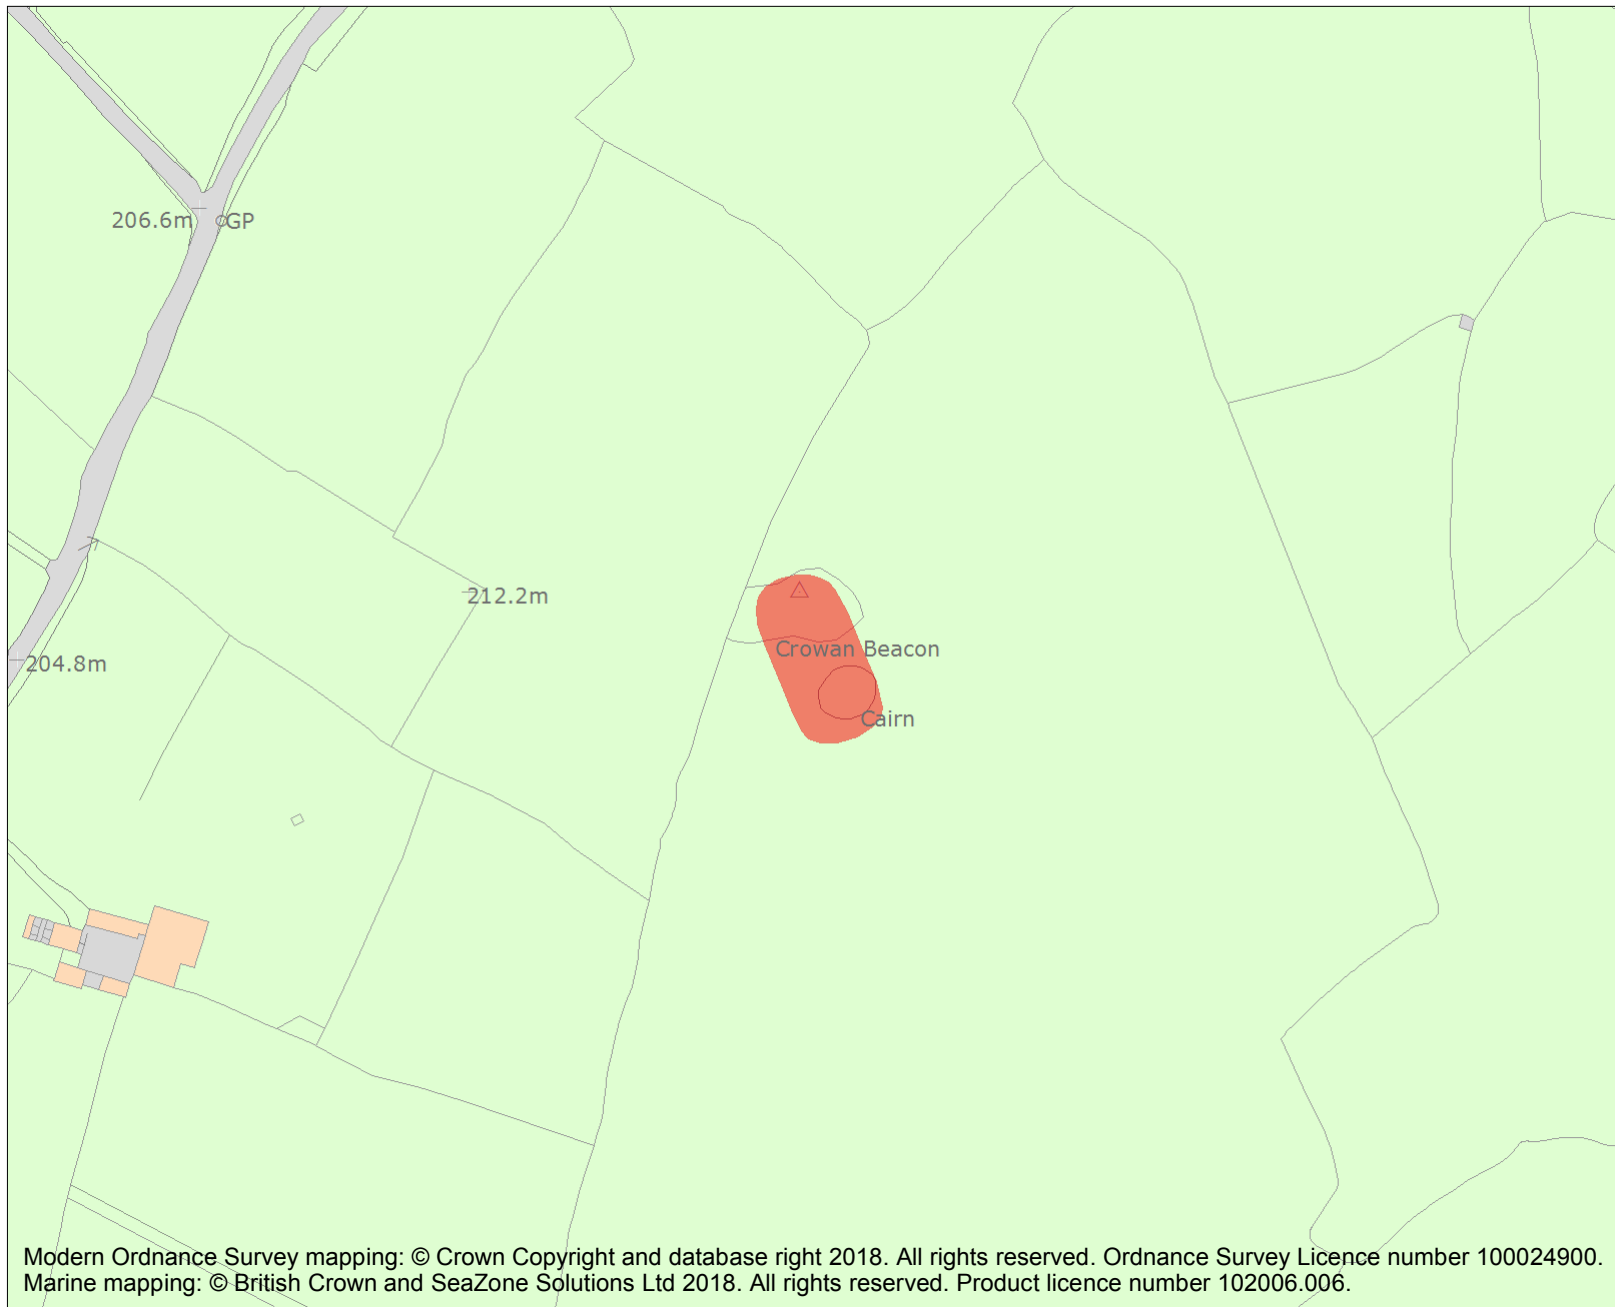 206.6m
GP
212.2m
Crowan Beacon
204.8m
Cairn
Modern Ordnance Survey mapping: © Crown Copyright and database right 2018. All rights reserved. Ordnance Survey Licence number 100024900.
Marine mapping: © British Crown and SeaZone Solutions Ltd 2018. All rights reserved. Product licence number 102006.006.